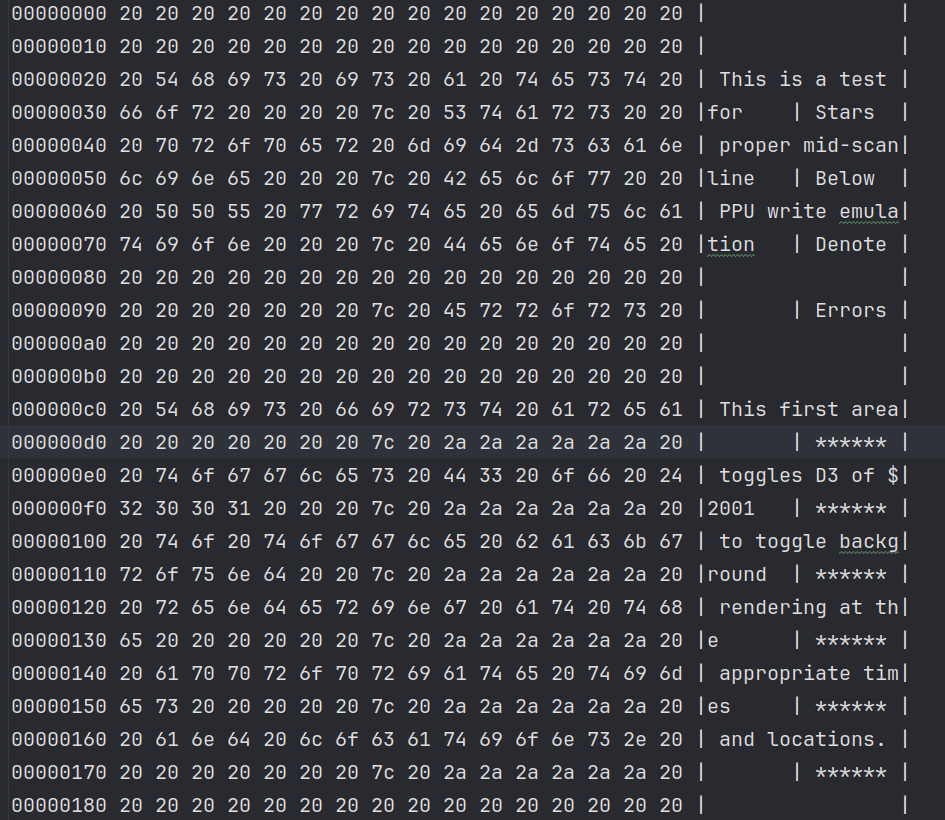 00000000 20 20 20 20 20 20 20 20 20 20 20 20 20 20 20 20 |                |
00000010 20 20 20 20 20 20 20 20 20 20 20 20 20 20 20 20 |                |
00000020 20 54 68 69 73 20 69 73 20 61 20 74 65 73 74 20 | This is a test |
00000030 66 6f 72 20 20 20 20 7c 20 53 74 61 72 73 20 20 |for    | Stars  |
00000040 20 70 72 6f 70 65 72 20 6d 69 64 2d 73 63 61 6e | proper mid-scan|
00000050 6c 69 6e 65 20 20 20 7c 20 42 65 6c 6f 77 20 20 |line   | Below  |
00000060 20 50 50 55 20 77 72 69 74 65 20 65 6d 75 6c 61 | PPU write emula|
00000070 74 69 6f 6e 20 20 20 7c 20 44 65 6e 6f 74 65 20 |tion   | Denote |
00000080 20 20 20 20 20 20 20 20 20 20 20 20 20 20 20 20 |                |
00000090 20 20 20 20 20 20 20 7c 20 45 72 72 6f 72 73 20 |       | Errors |
000000a0 20 20 20 20 20 20 20 20 20 20 20 20 20 20 20 20 |                |
000000b0 20 20 20 20 20 20 20 20 20 20 20 20 20 20 20 20 |                |
000000c0 20 54 68 69 73 20 66 69 72 73 74 20 61 72 65 61 | This first area|
000000d0 20 20 20 20 20 20 20 7c 20 2a 2a 2a 2a 2a 2a 20 |       | ****** |
000000e0 20 74 6f 67 67 6c 65 73 20 44 33 20 6f 66 20 24 | toggles D3 of $|
000000f0 32 30 30 31 20 20 20 7c 20 2a 2a 2a 2a 2a 2a 20 |2001   | ****** |
00000100 20 74 6f 20 74 6f 67 67 6c 65 20 62 61 63 6b 67 | to toggle backg|
00000110 72 6f 75 6e 64 20 20 7c 20 2a 2a 2a 2a 2a 2a 20 |round  | ****** |
00000120 20 72 65 6e 64 65 72 69 6e 67 20 61 74 20 74 68 | rendering at th|
00000130 65 20 20 20 20 20 20 7c 20 2a 2a 2a 2a 2a 2a 20 |e      | ****** |
00000140 20 61 70 70 72 6f 70 72 69 61 74 65 20 74 69 6d | appropriate tim|
00000150 65 73 20 20 20 20 20 7c 20 2a 2a 2a 2a 2a 2a 20 |es     | ****** |
00000160 20 61 6e 64 20 6c 6f 63 61 74 69 6f 6e 73 2e 20 | and locations. |
00000170 20 20 20 20 20 20 20 7c 20 2a 2a 2a 2a 2a 2a 20 |       | ****** |
00000180 20 20 20 20 20 20 20 20 20 20 20 20 20 20 20 20 |                |